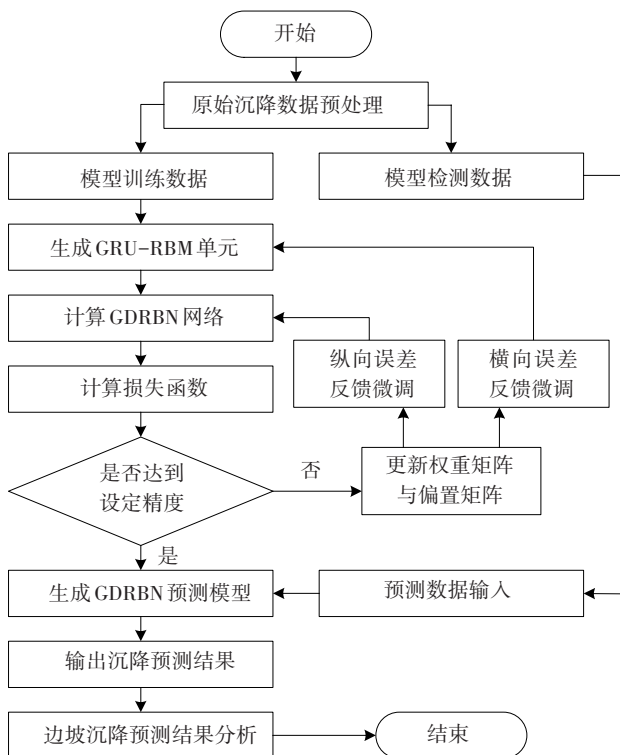 开始
原始沉降数据预处理
模型训练数据
模型检测数据
生成GRU-RBM单元
计算GDRBN网络
纵向误差
反馈微调
横向误差
反馈微调
计算损失函数
是否达到
设定精度
否
更新权重矩阵
与偏置矩阵
是
生成GDRBN预测模型
预测数据输入
输出沉降预测结果
边坡沉降预测结果分析
结束